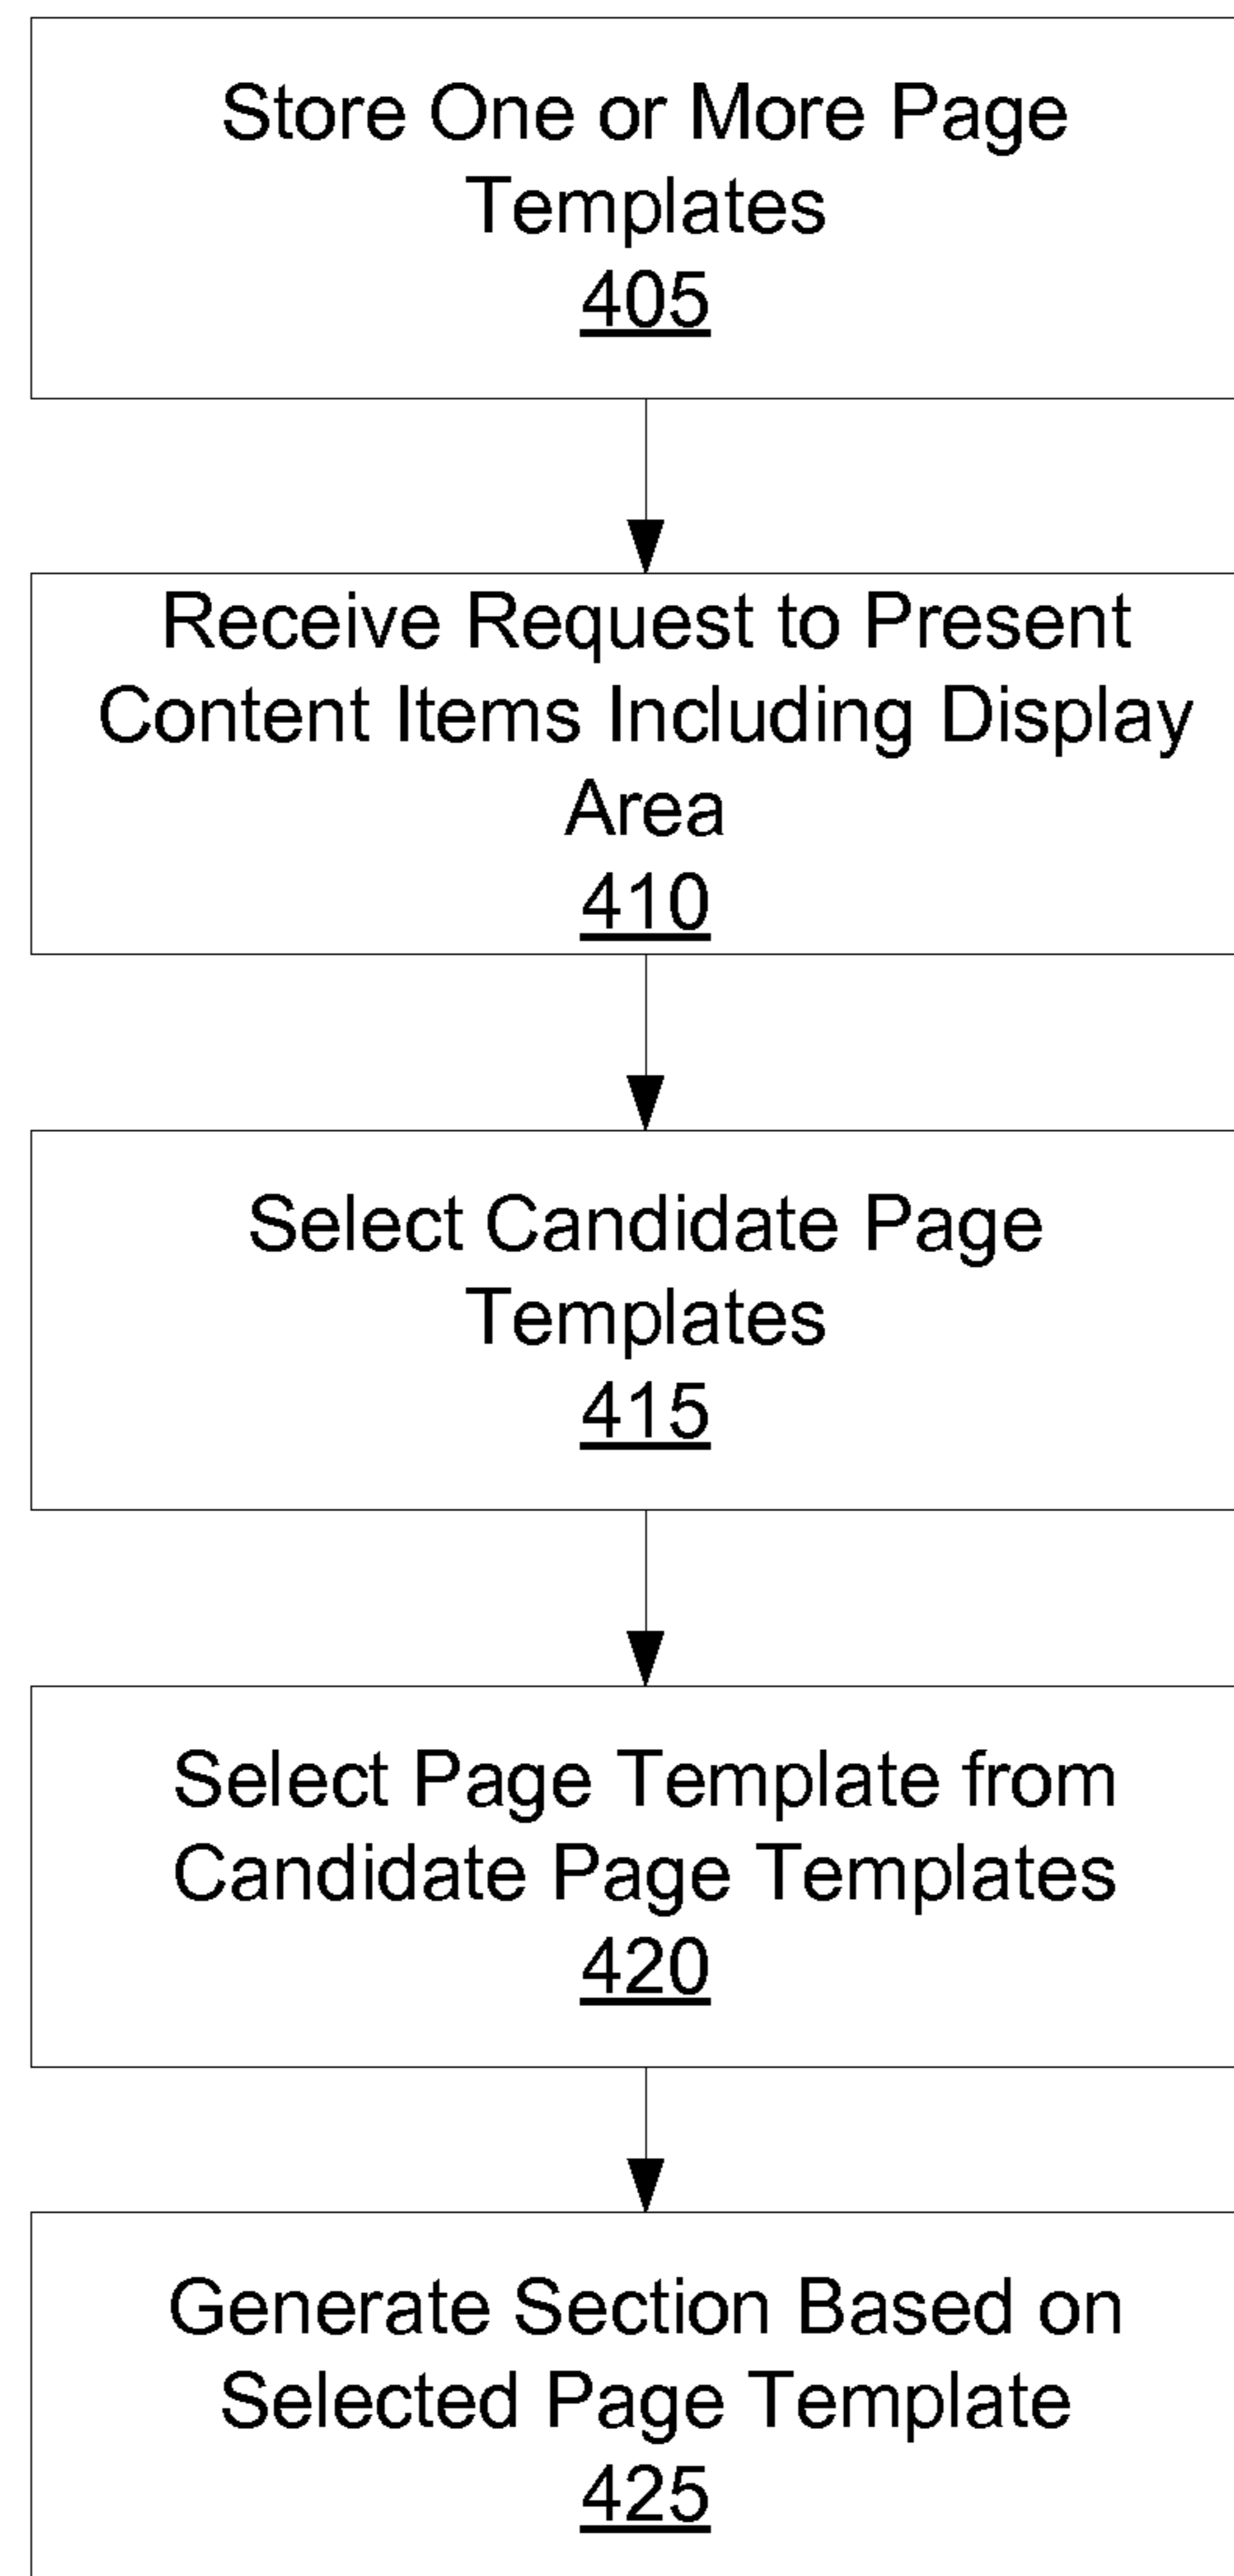 Store One or More Page
Templates
405
Receive Request to Present
Content Items Including Display
Area
410
Select Candidate Page
Templates
415
Select Page Template from
Candidate Page Templates
420
Generate Section Based on
Selected Page Template
425